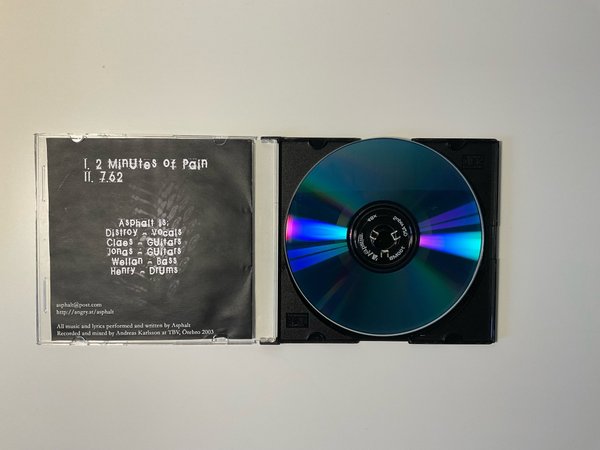 I. 2 Minutes of Pain
II. 7.62
Asphalt is:
Distroy - Vocals
Claes - Guitars
Jonas - Guitars
Wellan - Bass
Henry - Drums
asphalt@post.com
http://angry.at/asphalt
All music and lyrics performed and written by Asphalt
Recorded and mixed by Andreas Karlsson at TBV, Örebro 2003